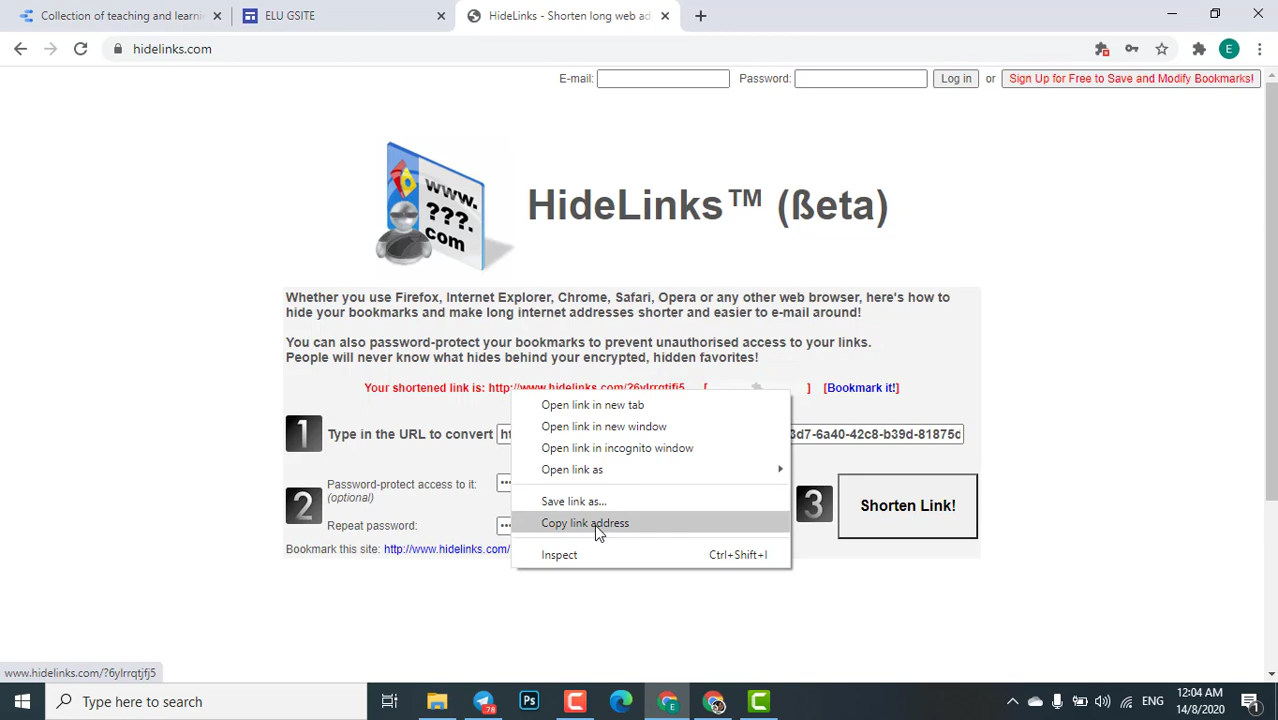 Collection of teaching and learni
ELU GSITE
HideLinks - Shorten long web ad
hidelinks.com
E
E-mail:
Password:
Log in
or
Sign Up for Free to Save and Modify Bookmarks!
www.
???.
com
HideLinks™ (ßeta)
Whether you use Firefox, Internet Explorer, Chrome, Safari, Opera or any other web browser, here's how to
hide your bookmarks and make long internet addresses shorter and easier to e-mail around!
You can also password-protect your bookmarks to prevent unauthorised access to your links.
People will never know what hides behind your encrypted, hidden favorites!
Your shortened link is: http://www.hidelinks.com/?6ylrrqtjfj5 [ ] [Bookmark it!]
1 Type in the URL to convert ht 3d7-6a40-42c8-b39d-81875c
2 Password-protect access to it:
(optional)
Repeat password:
3 Shorten Link!
Bookmark this site: http://www.hidelinks.com/
Open link in new tab
Open link in new window
Open link in incognito window
Open link as
Save link as...
Copy link address
Inspect Ctrl+Shift+I
www.hidelinks.com/?6ylrrqtjfj5
Type here to search
78
Ps
E
ENG
12:04 AM
14/8/2020
1